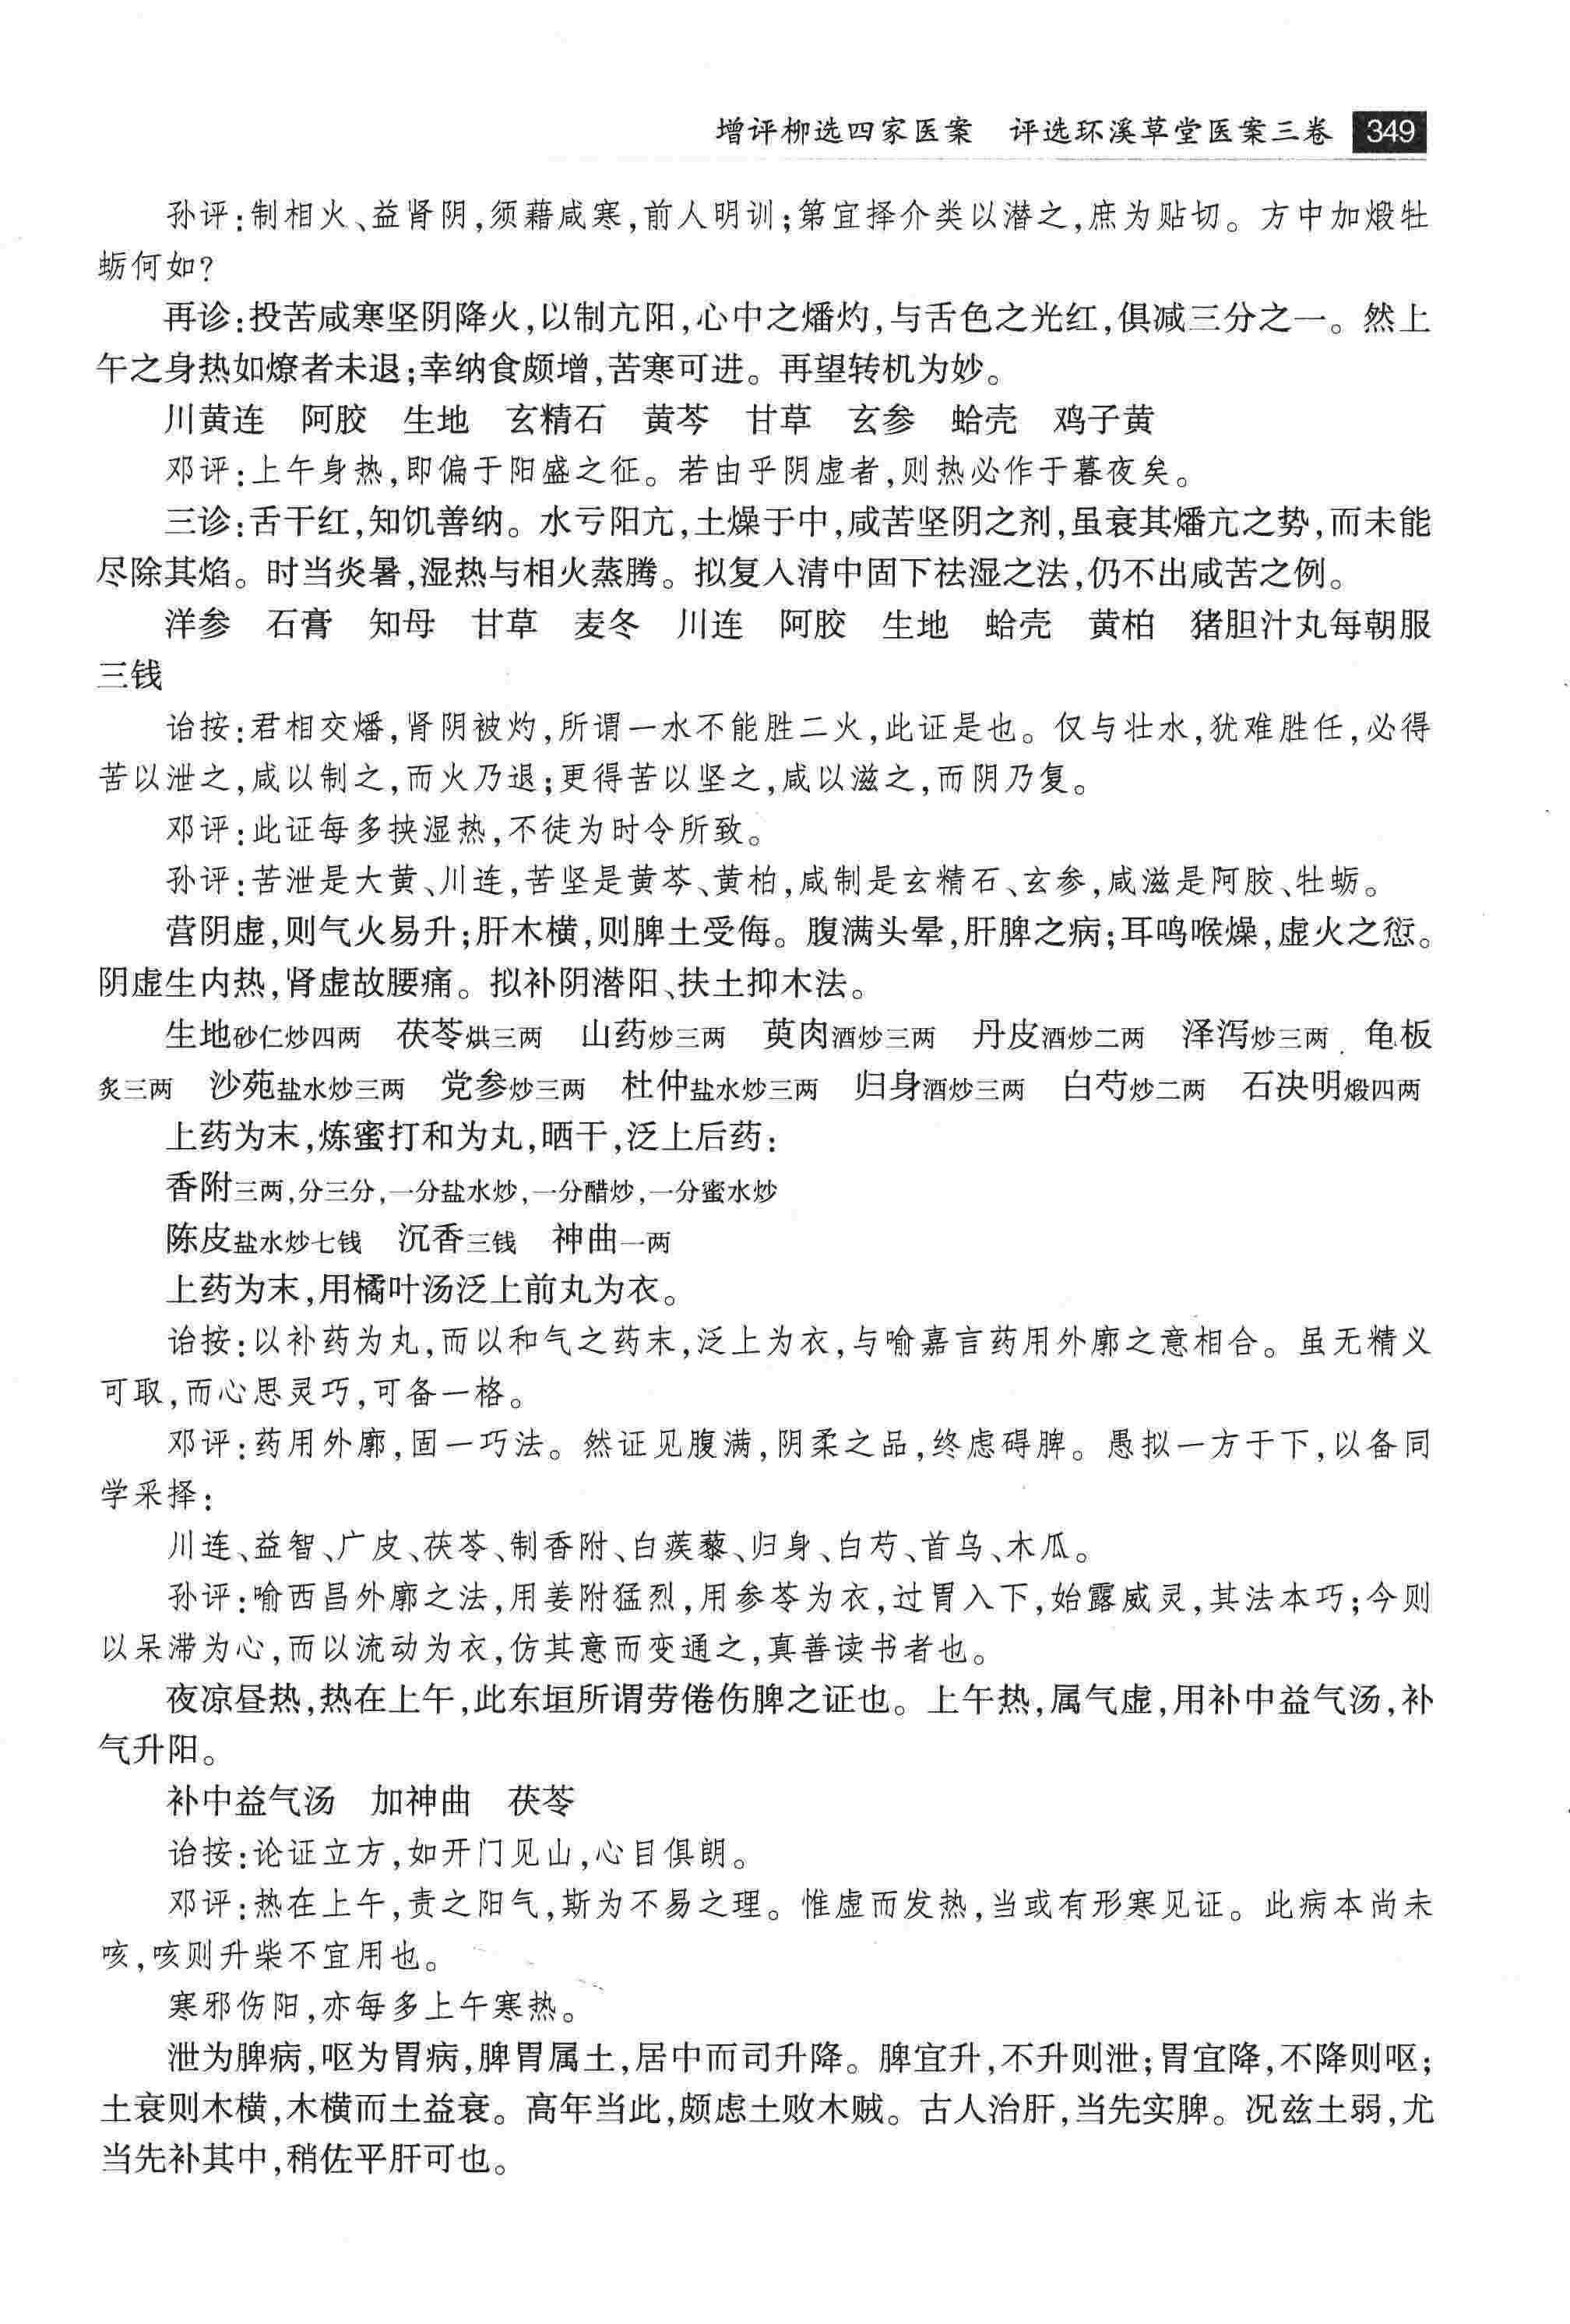 增评柳选四家医案　评选环溪草堂医案三卷 349
孙评:制相火、益肾阴,须藉咸寒,前人明训;第宜择介类以潜之,庶为贴切。方中加煅牡
蛎何如?
再诊:投苦咸寒坚阴降火,以制亢阳,心中之燔灼,与舌色之光红,俱减三分之一。然上
午之身热如燎者未退;幸纳食颇增,苦寒可进。再望转机为妙。
川黄连　阿胶　生地　玄精石　黄芩　甘草　玄参　蛤壳　鸡子黄
邓评:上午身热,即偏于阳盛之征。若由乎阴虚者,则热必作于暮夜矣。
三诊:舌干红,知饥善纳。水亏阳亢,土燥于中,咸苦坚阴之剂,虽衰其燔亢之势,而未能
尽除其焰。时当炎暑,湿热与相火蒸腾。拟复入清中固下祛湿之法,仍不出咸苦之例。
洋参　石膏　知母　甘草　麦冬　川连　阿胶　生地　蛤壳　黄柏　猪胆汁丸每朝服
三钱
诒按:君相交燔,肾阴被灼,所谓一水不能胜二火,此证是也。仅与壮水,犹难胜任,必得
苦以泄之,咸以制之,而火乃退;更得苦以坚之,咸以滋之,而阴乃复。
邓评:此证每多挟湿热,不徒为时令所致。
孙评:苦泄是大黄、川连,苦坚是黄芩、黄柏,咸制是玄精石、玄参,咸滋是阿胶、牡蛎。
营阴虚,则气火易升;肝木横,则脾土受侮。腹满头晕,肝脾之病;耳鸣喉燥,虚火之愆。
阴虚生内热,肾虚故腰痛。拟补阴潜阳、扶土抑木法。
生地砂仁炒四两　茯苓烘三两　山药炒三两　萸肉酒炒三两　丹皮酒炒二两　泽泻炒三两　龟板
炙三两　沙苑盐水炒三两　党参炒三两　杜仲盐水炒三两　归身酒炒三两　白芍炒二两　石决明煅四两
上药为末,炼蜜打和为丸,晒干,泛上后药:
香附三两,分三分,一分盐水炒,一分醋炒,一分蜜水炒
陈皮盐水炒七钱　沉香三钱　神曲一两
上药为末,用橘叶汤泛上前丸为衣。
诒按:以补药为丸,而以和气之药末,泛上为衣,与喻嘉言药用外廓之意相合。虽无精义
可取,而心思灵巧,可备一格。
邓评:药用外廓,固一巧法。然证见腹满,阴柔之品,终虑碍脾。愚拟一方于下,以备同
学采择:
川连、益智、广皮、茯苓、制香附、白蒺藜、归身、白芍、首乌、木瓜。
孙评:喻西昌外廓之法,用姜附猛烈,用参苓为衣,过胃入下,始露威灵,其法本巧;今则
以呆滞为心,而以流动为衣,仿其意而变通之,真善读书者也。
夜凉昼热,热在上午,此东垣所谓劳倦伤脾之证也。上午热,属气虚,用补中益气汤,补
气升阳。
补中益气汤　加神曲　茯苓
诒按:论证立方,如开门见山,心目俱朗。
邓评:热在上午,责之阳气,斯为不易之理。惟虚而发热,当或有形寒见证。此病本尚未
咳,咳则升柴不宜用也。
寒邪伤阳,亦每多上午寒热。
泄为脾病,呕为胃病,脾胃属土,居中而司升降。脾宜升,不升则泄;胃宜降,不降则呕;
土衰则木横,木横而土益衰。高年当此,颇虑土败木贼。古人治肝,当先实脾。况兹土弱,尤
当先补其中,稍佐平肝可也。